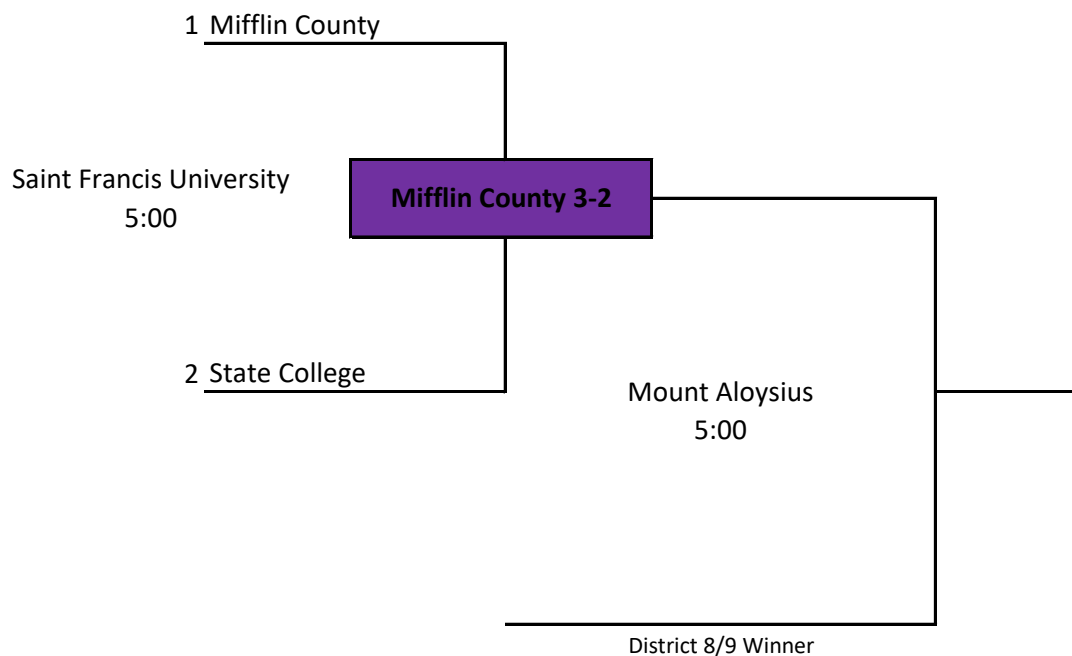 1 Mifflin County
Saint Francis University
5:00
Mifflin County 3-2
2 State College
Mount Aloysius
5:00
District 8/9 Winner